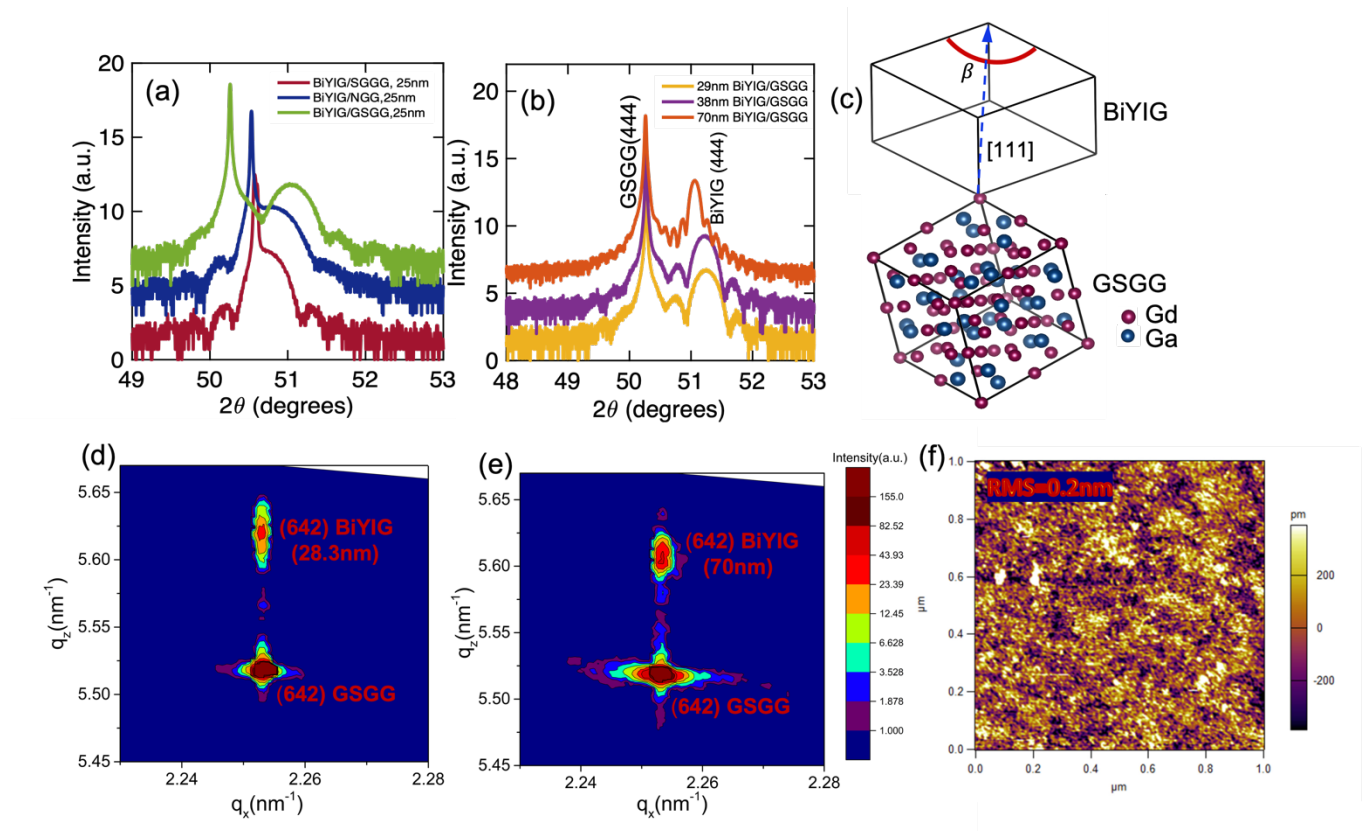 (a)
BiYIG/SGGG, 25nm
BiYIG/NGG,25nm
BiYIG/GSGG,25nm
Intensity (a.u.)
20
15
10
5
0
49
50
51
52
53
2θ (degrees)
(b)
29nm BiYIG/GSGG
38nm BiYIG/GSGG
70nm BiYIG/GSGG
GSGG(444)
BiYIG (444)
Intensity (a.u.)
20
15
10
5
0
48
49
50
51
52
53
2θ (degrees)
(c)
β
[111]
BiYIG
GSGG
Gd
Ga
(d)
(642) BiYIG
(28.3nm)
(642) GSGG
qz(nm-1)
5.65
5.60
5.55
5.50
5.45
2.24
2.26
2.28
qx(nm-1)
(e)
(642) BiYIG
(70nm)
(642) GSGG
qz(nm-1)
5.65
5.60
5.55
5.50
5.45
2.24
2.26
2.28
qx(nm-1)
Intensity(a.u.)
155.0
82.52
43.93
23.39
12.45
6.628
3.528
1.878
1.000
(f)
RMS=0.2nm
1.0
0.8
0.6
0.4
0.2
0.0
µm
0.0
0.2
0.4
0.6
0.8
1.0
µm
pm
200
0
-200